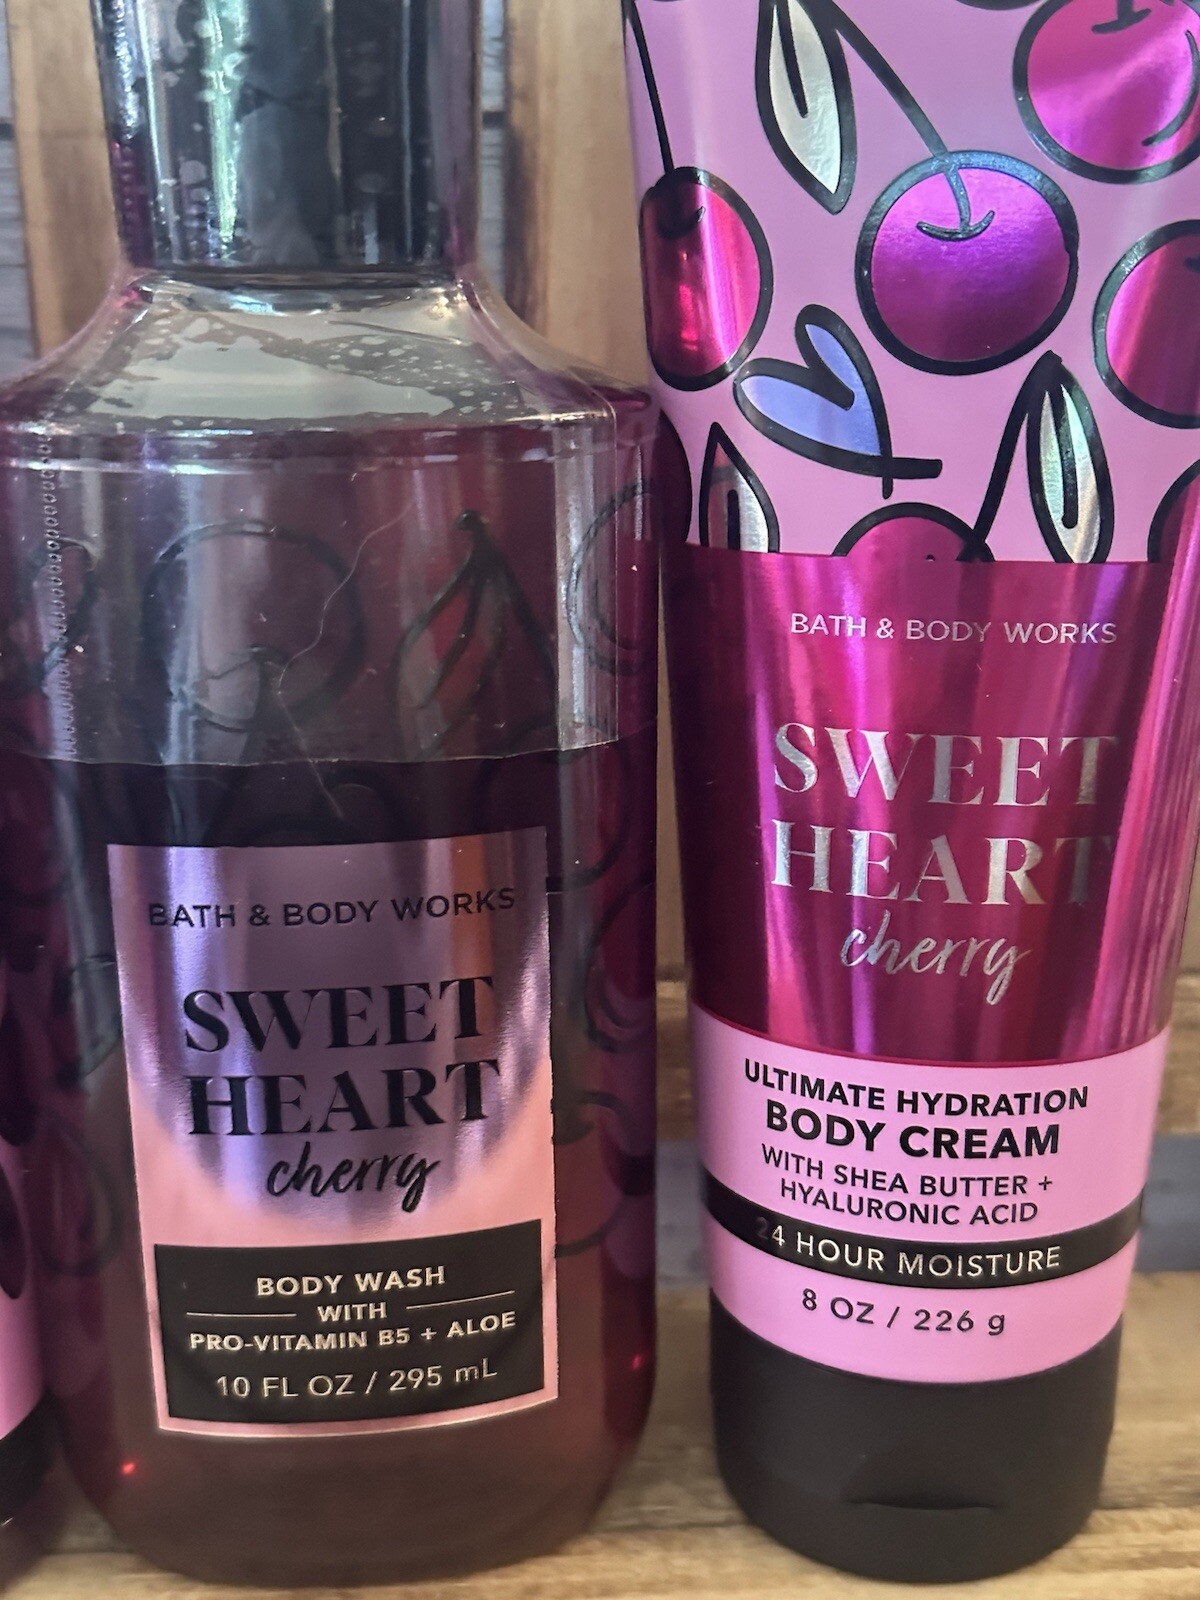 BATH & BODY WORKS
SWEET
HEART
cherry
BODY WASH
WITH
PRO-VITAMIN B5 + ALOE
10 FL OZ / 295 mL
BATH & BODY WORKS
SWEET
HEART
cherry
ULTIMATE HYDRATION
BODY CREAM
WITH SHEA BUTTER +
HYALURONIC ACID
24 HOUR MOISTURE
8 OZ / 226 g